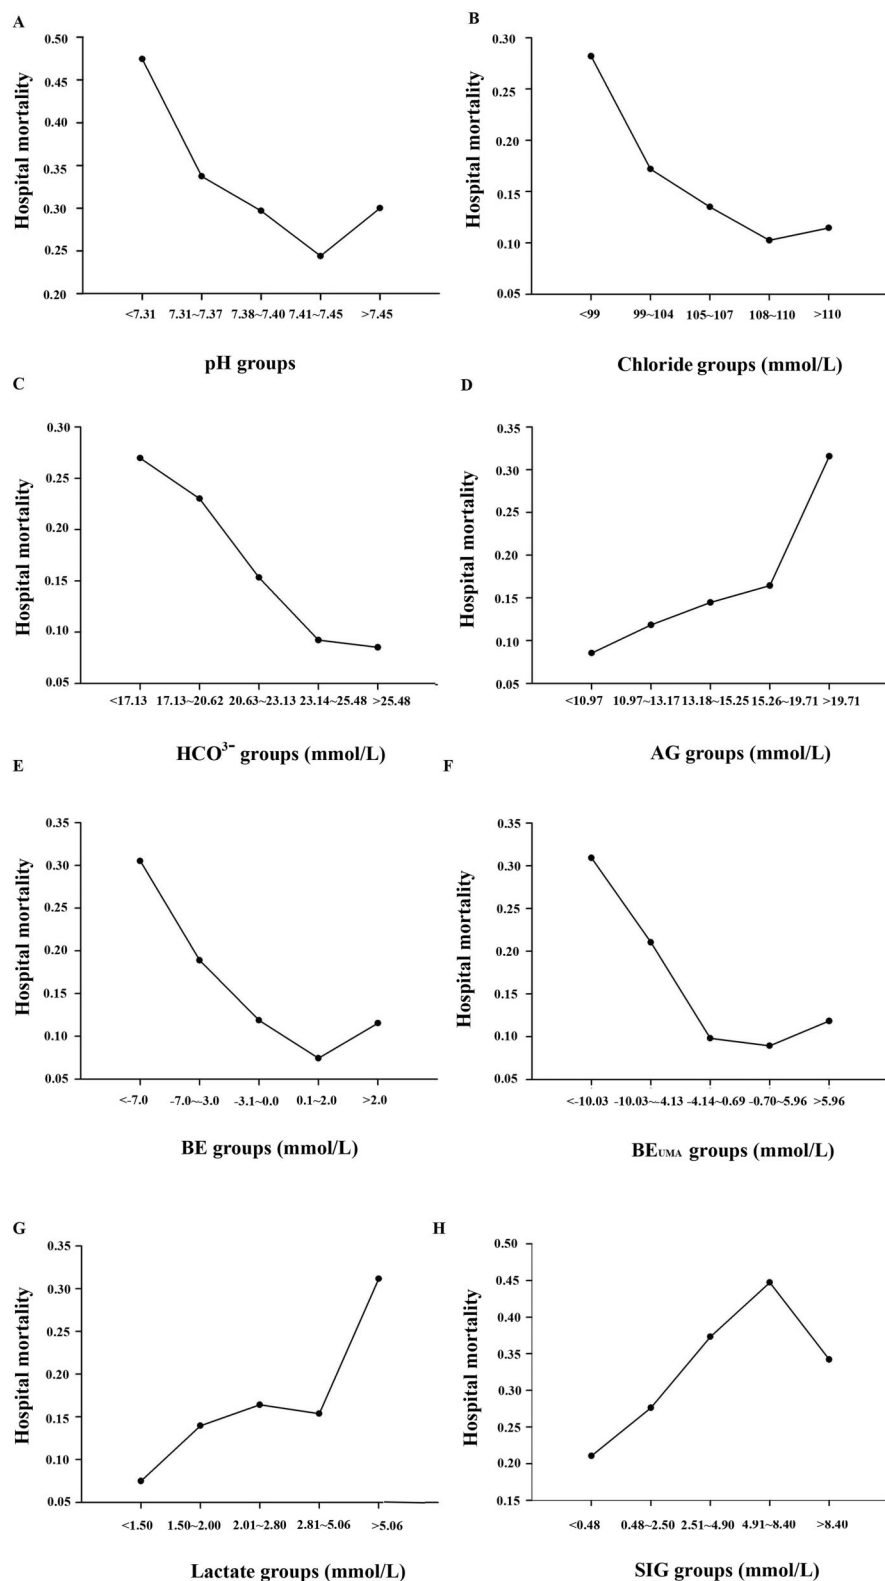 A
Hospital mortality
0.50
0.45
0.40
0.35
0.30
0.25
0.20
<7.31 7.31~7.37 7.38~7.40 7.41~7.45 >7.45
pH groups
B
Hospital mortality
0.30
0.25
0.20
0.15
0.10
0.05
<99 99~104 105~107 108~110 >110
Chloride groups (mmol/L)
C
Hospital mortality
0.30
0.25
0.20
0.15
0.10
0.05
<17.13 17.13~20.62 20.63~23.13 23.14~25.48 >25.48
HCO³⁻ groups (mmol/L)
D
Hospital mortality
0.35
0.30
0.25
0.20
0.15
0.10
0.05
<10.97 10.97~13.17 13.18~15.25 15.26~19.71 >19.71
AG groups (mmol/L)
E
Hospital mortality
0.35
0.30
0.25
0.20
0.15
0.10
0.05
<-7.0 -7.0~-3.0 -3.1~0.0 0.1~2.0 >2.0
BE groups (mmol/L)
F
Hospital mortality
0.35
0.30
0.25
0.20
0.15
0.10
0.05
<-10.03 -10.03~-4.13 -4.14~0.69 -0.70~5.96 >5.96
BEUMA groups (mmol/L)
G
Hospital mortality
0.35
0.30
0.25
0.20
0.15
0.10
0.05
<1.50 1.50~2.00 2.01~2.80 2.81~5.06 >5.06
Lactate groups (mmol/L)
H
Hospital mortality
0.50
0.45
0.40
0.35
0.30
0.25
0.20
0.15
<0.48 0.48~2.50 2.51~4.90 4.91~8.40 >8.40
SIG groups (mmol/L)